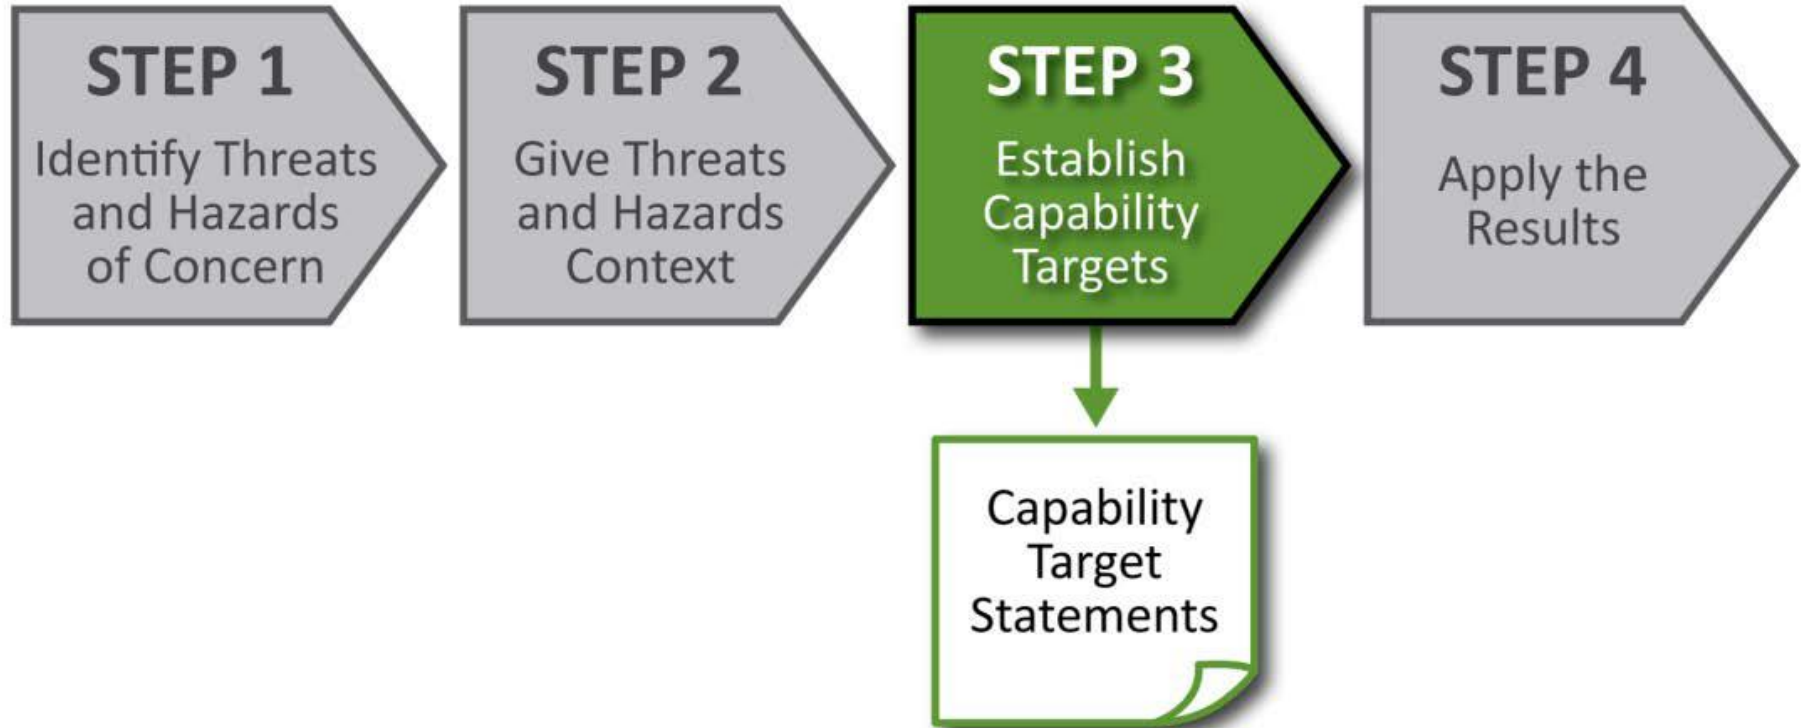 STEP 1
Identify Threats
and Hazards
of Concern
STEP 2
Give Threats
and Hazards
Context
STEP 3
Establish
Capability
Targets
STEP 4
Apply the
Results
Capability
Target
Statements